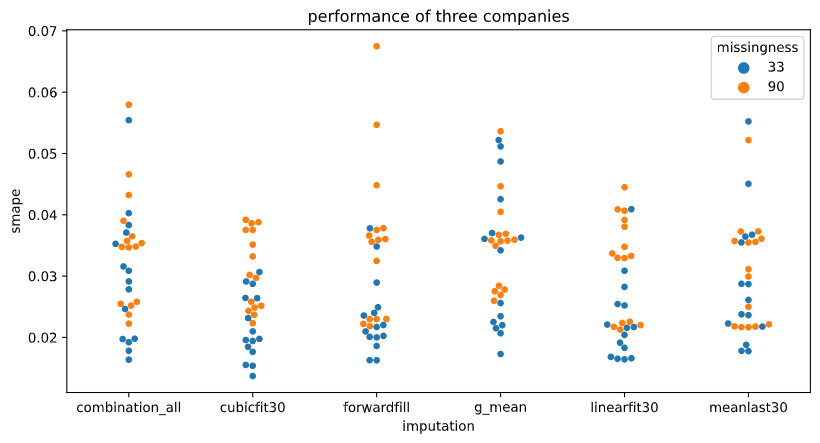 performance of three companies
missingness
33
90
smape
0.07
0.06
0.05
0.04
0.03
0.02
combination_all cubicfit30 forwardfill g_mean linearfit30 meanlast30
imputation